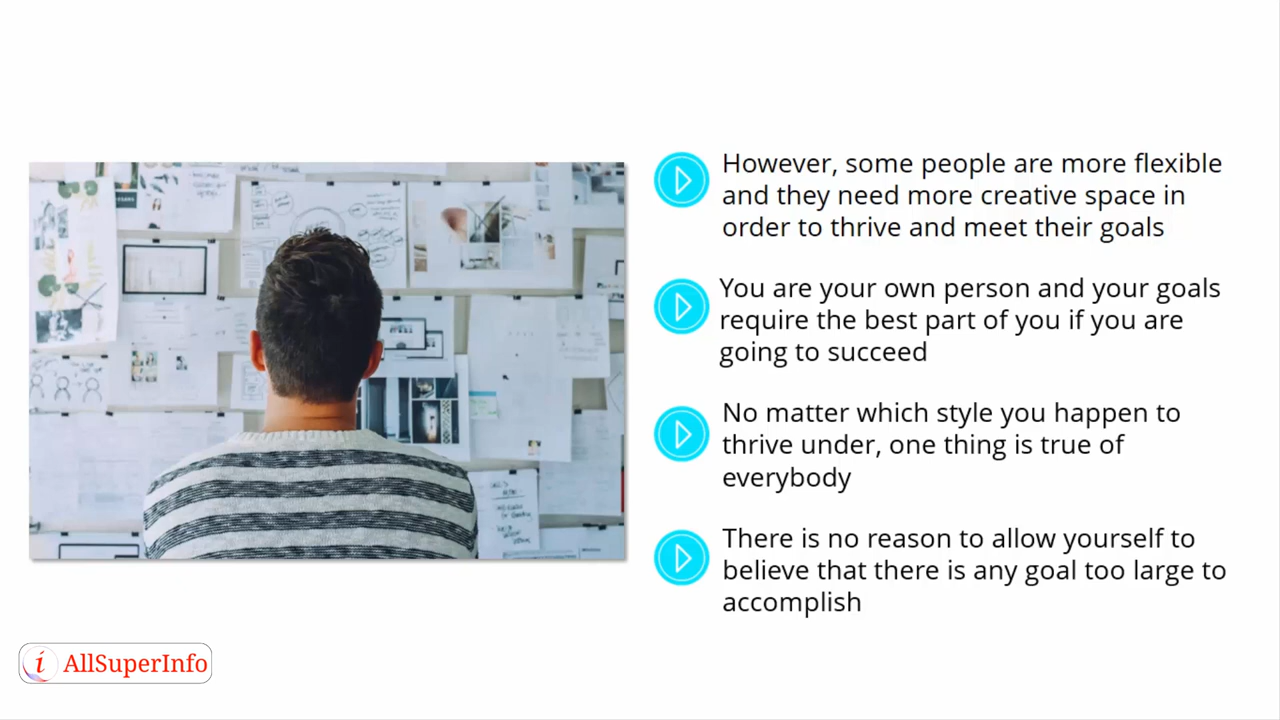 However, some people are more flexible
and they need more creative space in
order to thrive and meet their goals
You are your own person and your goals
require the best part of you if you are
going to succeed
No matter which style you happen to
thrive under, one thing is true of
everybody
There is no reason to allow yourself to
believe that there is any goal too large to
accomplish
i AllSuperInfo